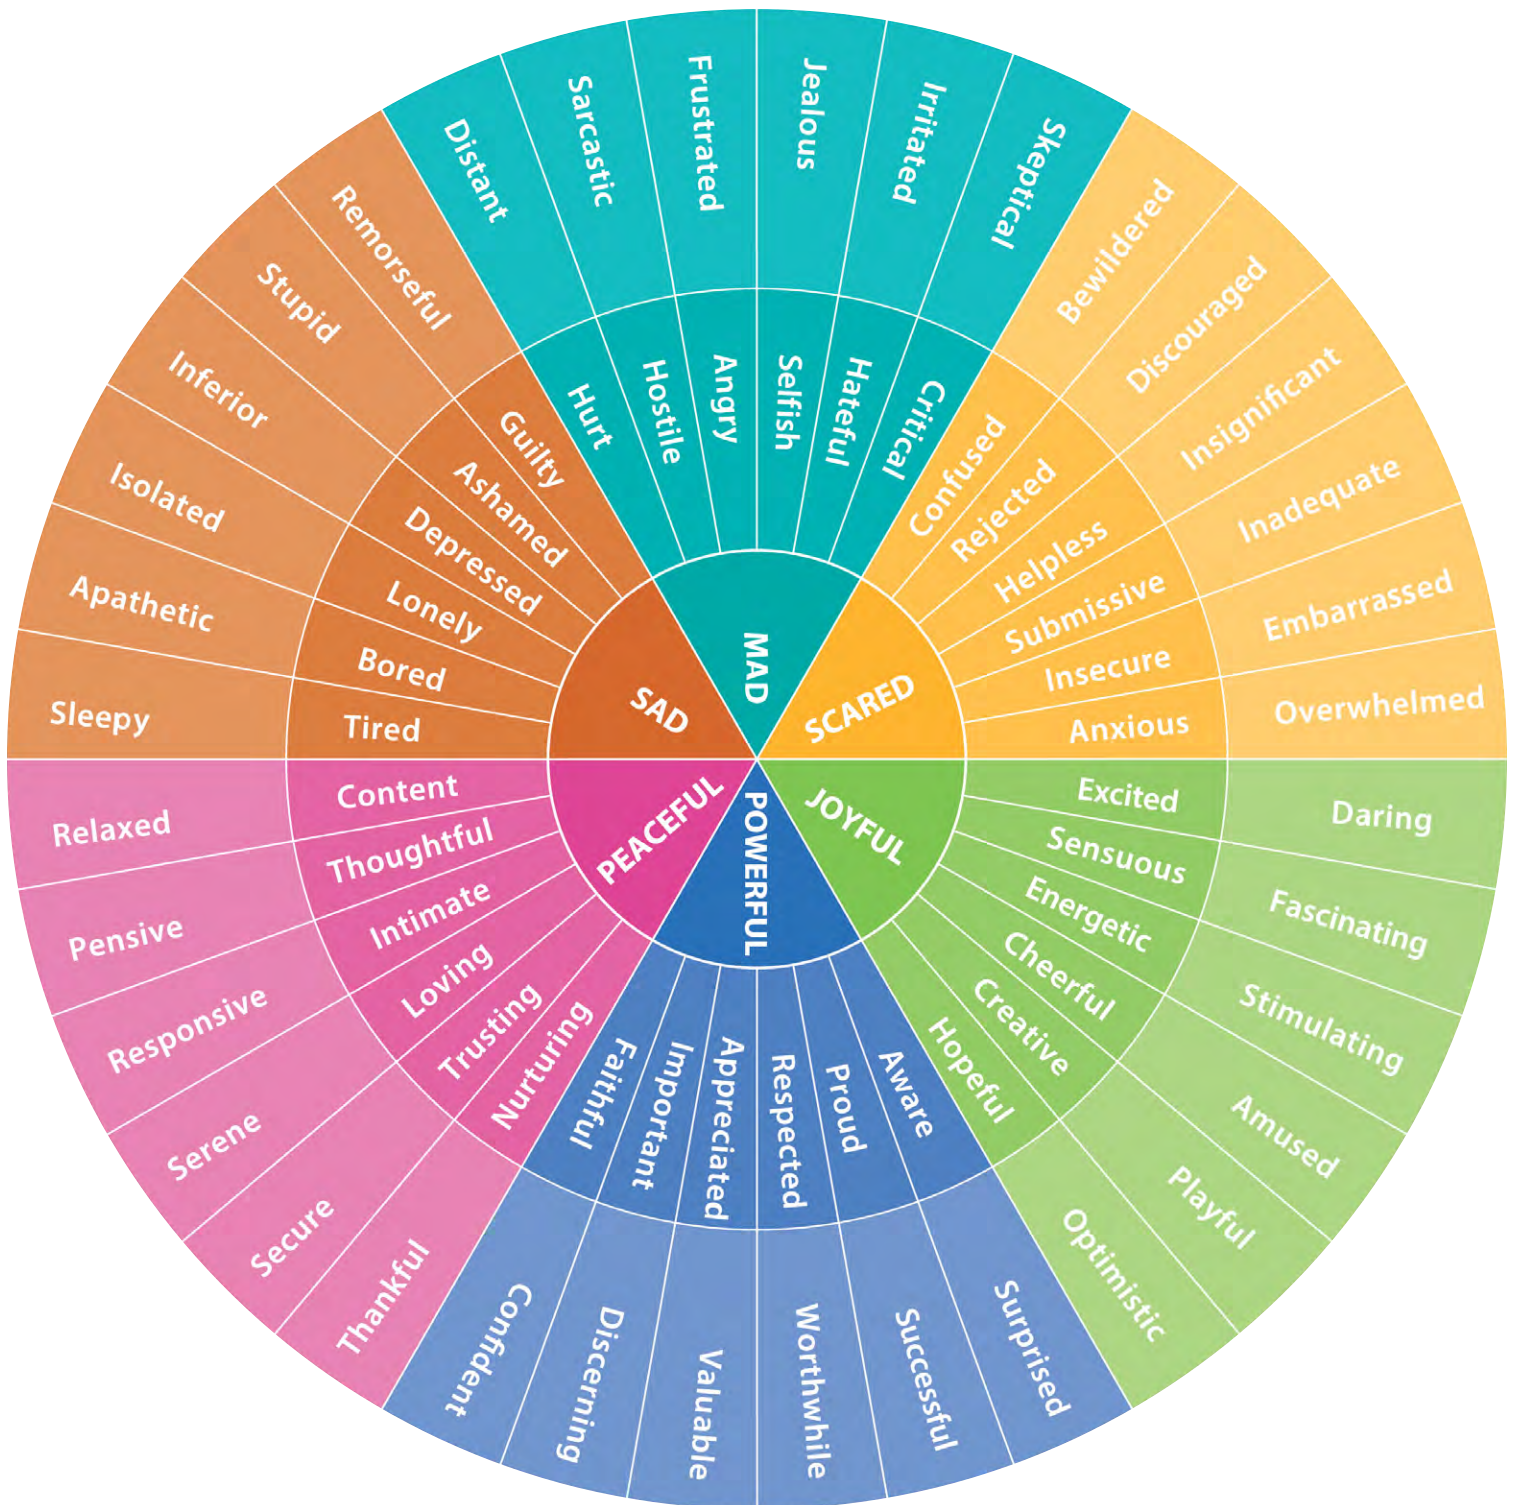 MAD
Hurt
Hostile
Angry
Selfish
Hateful
Critical
Distant
Sarcastic
Frustrated
Jealous
Irritated
Skeptical
SCARED
Confused
Rejected
Helpless
Submissive
Insecure
Anxious
Bewildered
Discouraged
Insignificant
Inadequate
Embarrassed
Overwhelmed
JOYFUL
Excited
Sensuous
Energetic
Cheerful
Creative
Hopeful
Daring
Fascinating
Stimulating
Amused
Playful
Optimistic
POWERFUL
Aware
Proud
Respected
Appreciated
Important
Faithful
Surprised
Successful
Worthwhile
Valuable
Discerning
Confident
PEACEFUL
Nurturing
Trusting
Loving
Intimate
Thoughtful
Content
Thankful
Secure
Serene
Responsive
Pensive
Relaxed
SAD
Tired
Bored
Lonely
Depressed
Ashamed
Guilty
Sleepy
Apathetic
Isolated
Inferior
Stupid
Remorseful